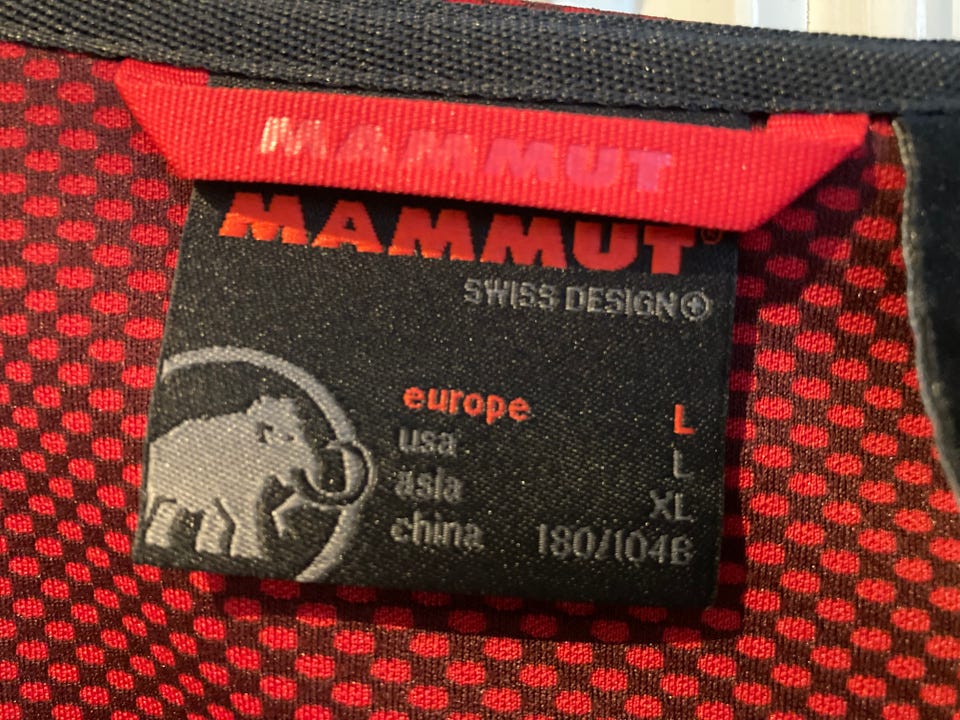 MAMMUT
MAMMUT®
SWISS DESIGN
europe L
usa L
asia XL
china 180/104B